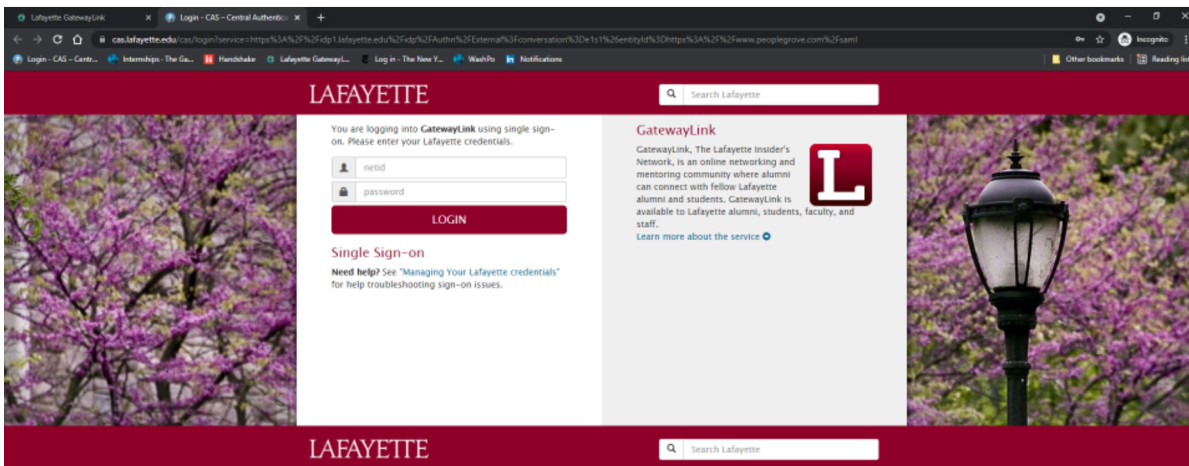 Lafayette GatewayLink
Login - CAS – Central Authentic
cas.lafayette.edu/cas/login?service=https%3A%2F%2Fidp1.lafayette.edu%2Fidp%2FAuthn%2FExternal%3Fconversation%3De1s1%26entityId%3Dhttps%3A%2F%2Fwww.peoplegrove.com%2Fsaml
Incognito
Login - CAS – Centr...
Internships - The Ga...
Handshake
Lafayette GatewayL...
Log in - The New Y...
WashPo
Notifications
Other bookmarks
Reading list
LAFAYETTE
Search Lafayette
You are logging into GatewayLink using single sign-
on. Please enter your Lafayette credentials.
netid
password
LOGIN
Single Sign-on
Need help? See "Managing Your Lafayette credentials"
for help troubleshooting sign-on issues.
GatewayLink
GatewayLink, The Lafayette Insider's
Network, is an online networking and
mentoring community where alumni
can connect with fellow Lafayette
alumni and students. GatewayLink is
available to Lafayette alumni, students, faculty, and
staff.
Learn more about the service
L
LAFAYETTE
Search Lafayette